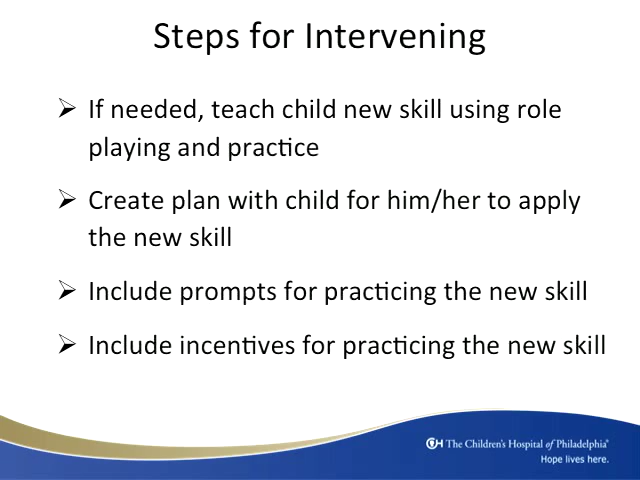 Steps for Intervening
➢ If needed, teach child new skill using role
playing and practice
➢ Create plan with child for him/her to apply
the new skill
➢ Include prompts for practicing the new skill
➢ Include incentives for practicing the new skill
CH The Children's Hospital of Philadelphia®
Hope lives here.